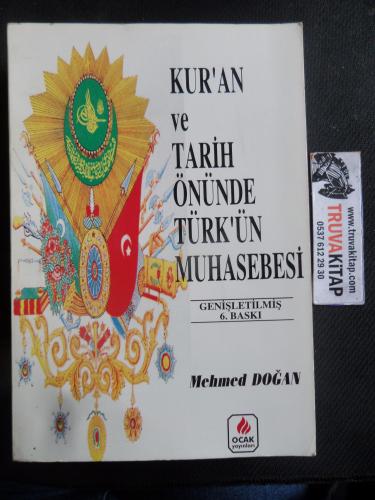 KUR'AN
ve
TARİH
ÖNÜNDE
TÜRK'ÜN
MUHASEBESİ
GENİŞLETİLMİŞ
6. BASKI
Mehmed DOĞAN
OCAK
yayınları
www.truvakitap.com
TRUVAKİTAP
0537 612 29 30